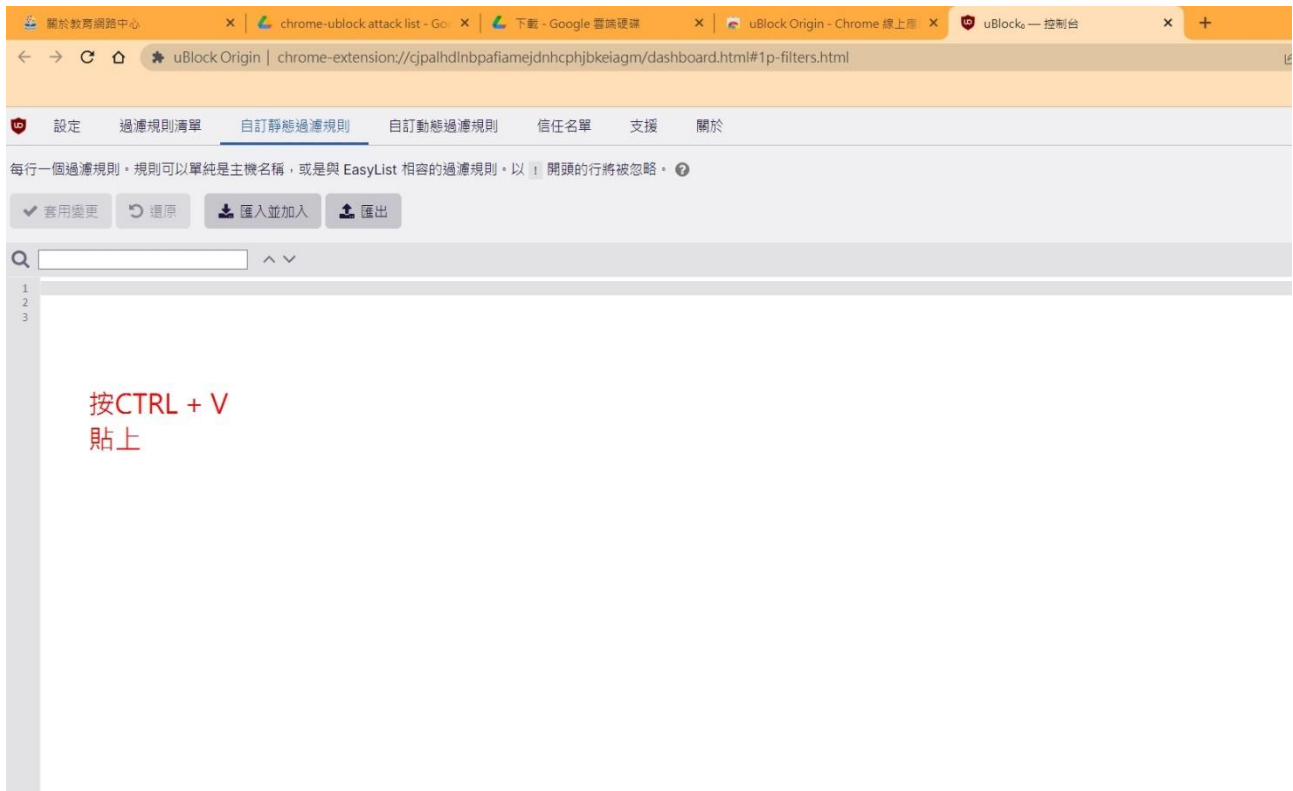 關於教育網路中心
chrome-ublock attack list - Goo
下載 - Google 雲端硬碟
uBlock Origin - Chrome 線上應
uBlock₀ — 控制台
uBlock Origin | chrome-extension://cjpalhdlnbpafiamejdnhcphjbkeiagm/dashboard.html#1p-filters.html
設定 過濾規則清單 自訂靜態過濾規則 自訂動態過濾規則 信任名單 支援 關於
每行一個過濾規則。規則可以單純是主機名稱，或是與 EasyList 相容的過濾規則。以 ! 開頭的行將被忽略。
套用變更 還原 匯入並加入 匯出
1
2
3
按CTRL + V
貼上